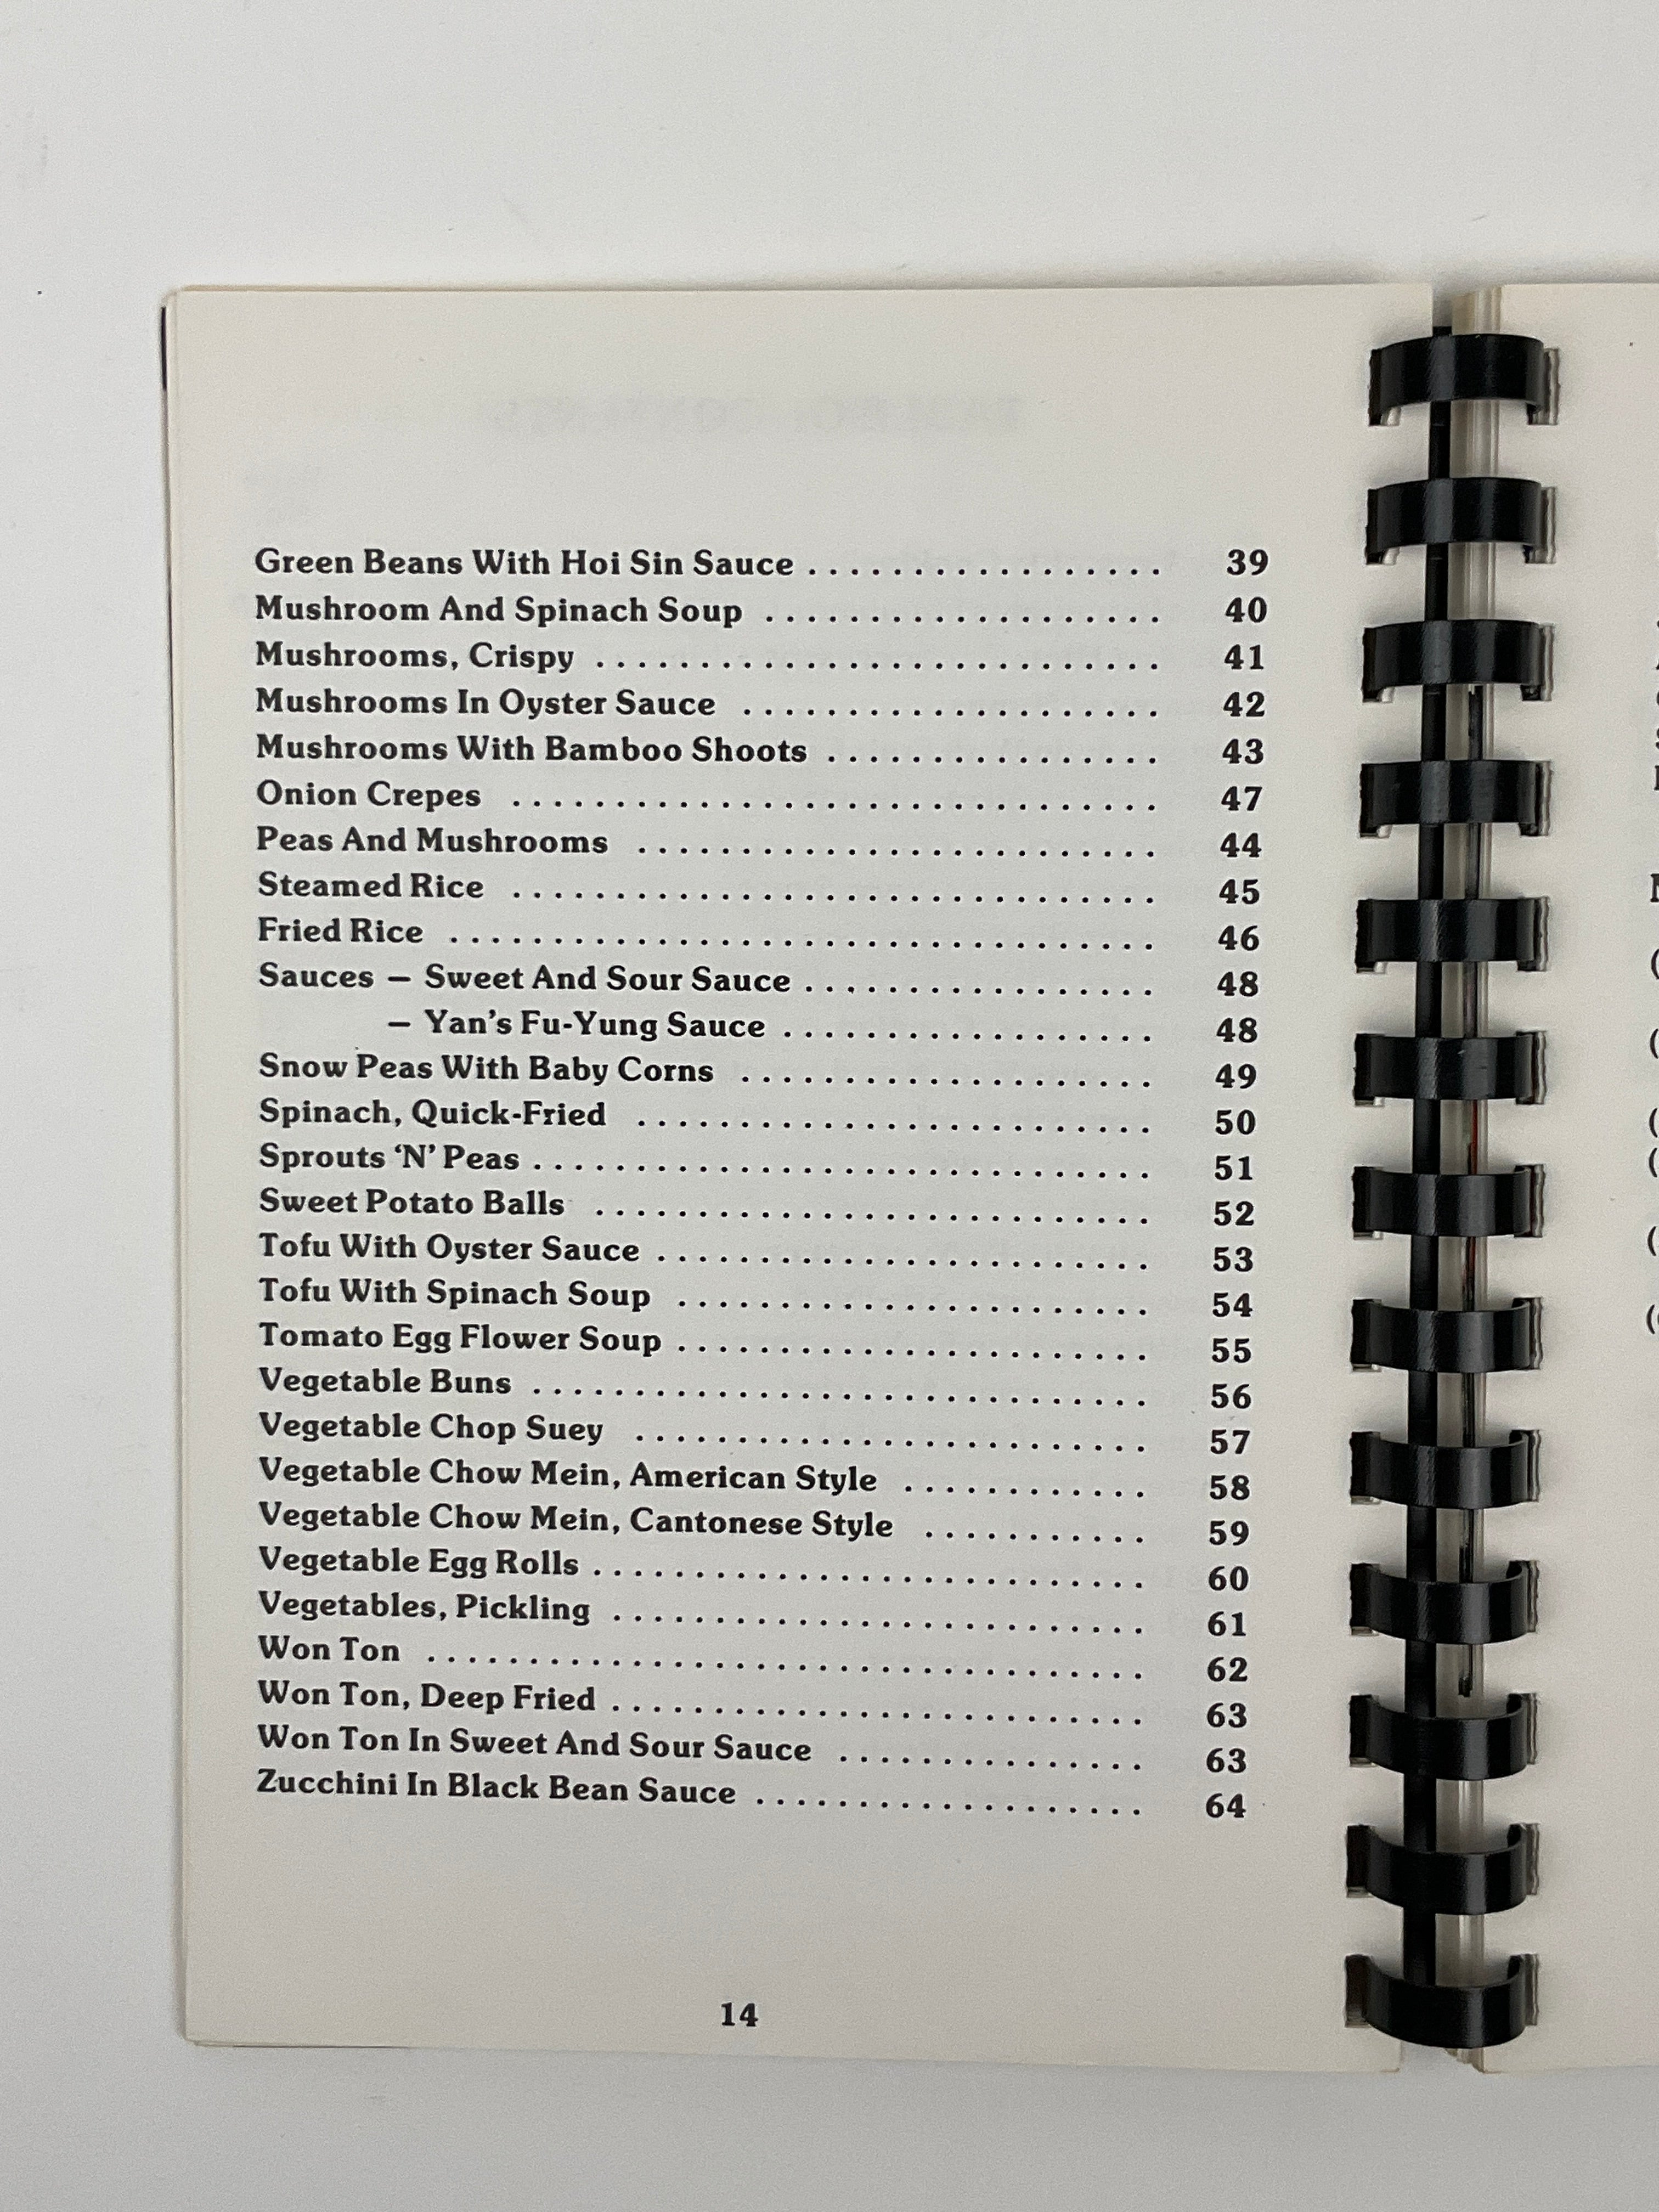 Green Beans With Hoi Sin Sauce . . . . . . . . . . . . . . . . . 39
Mushroom And Spinach Soup . . . . . . . . . . . . . . . . . . . 40
Mushrooms, Crispy . . . . . . . . . . . . . . . . . . . . . . . . . . . 41
Mushrooms In Oyster Sauce . . . . . . . . . . . . . . . . . . . . 42
Mushrooms With Bamboo Shoots . . . . . . . . . . . . . . . . 43
Onion Crepes . . . . . . . . . . . . . . . . . . . . . . . . . . . . . . . 47
Peas And Mushrooms . . . . . . . . . . . . . . . . . . . . . . . . . 44
Steamed Rice . . . . . . . . . . . . . . . . . . . . . . . . . . . . . . . 45
Fried Rice . . . . . . . . . . . . . . . . . . . . . . . . . . . . . . . . . . 46
Sauces — Sweet And Sour Sauce . . . . . . . . . . . . . . . . . 48
— Yan's Fu-Yung Sauce . . . . . . . . . . . . . . . . . . 48
Snow Peas With Baby Corns . . . . . . . . . . . . . . . . . . . . 49
Spinach, Quick-Fried . . . . . . . . . . . . . . . . . . . . . . . . . 50
Sprouts ‘N’ Peas . . . . . . . . . . . . . . . . . . . . . . . . . . . . . . 51
Sweet Potato Balls . . . . . . . . . . . . . . . . . . . . . . . . . . . 52
Tofu With Oyster Sauce . . . . . . . . . . . . . . . . . . . . . . . . 53
Tofu With Spinach Soup . . . . . . . . . . . . . . . . . . . . . . . 54
Tomato Egg Flower Soup . . . . . . . . . . . . . . . . . . . . . . . 55
Vegetable Buns . . . . . . . . . . . . . . . . . . . . . . . . . . . . . . 56
Vegetable Chop Suey . . . . . . . . . . . . . . . . . . . . . . . . . 57
Vegetable Chow Mein, American Style . . . . . . . . . . . . 58
Vegetable Chow Mein, Cantonese Style . . . . . . . . . . . 59
Vegetable Egg Rolls . . . . . . . . . . . . . . . . . . . . . . . . . . . 60
Vegetables, Pickling . . . . . . . . . . . . . . . . . . . . . . . . . . 61
Won Ton . . . . . . . . . . . . . . . . . . . . . . . . . . . . . . . . . . . 62
Won Ton, Deep Fried . . . . . . . . . . . . . . . . . . . . . . . . . . 63
Won Ton In Sweet And Sour Sauce . . . . . . . . . . . . . . . 63
Zucchini In Black Bean Sauce . . . . . . . . . . . . . . . . . . . 64
14